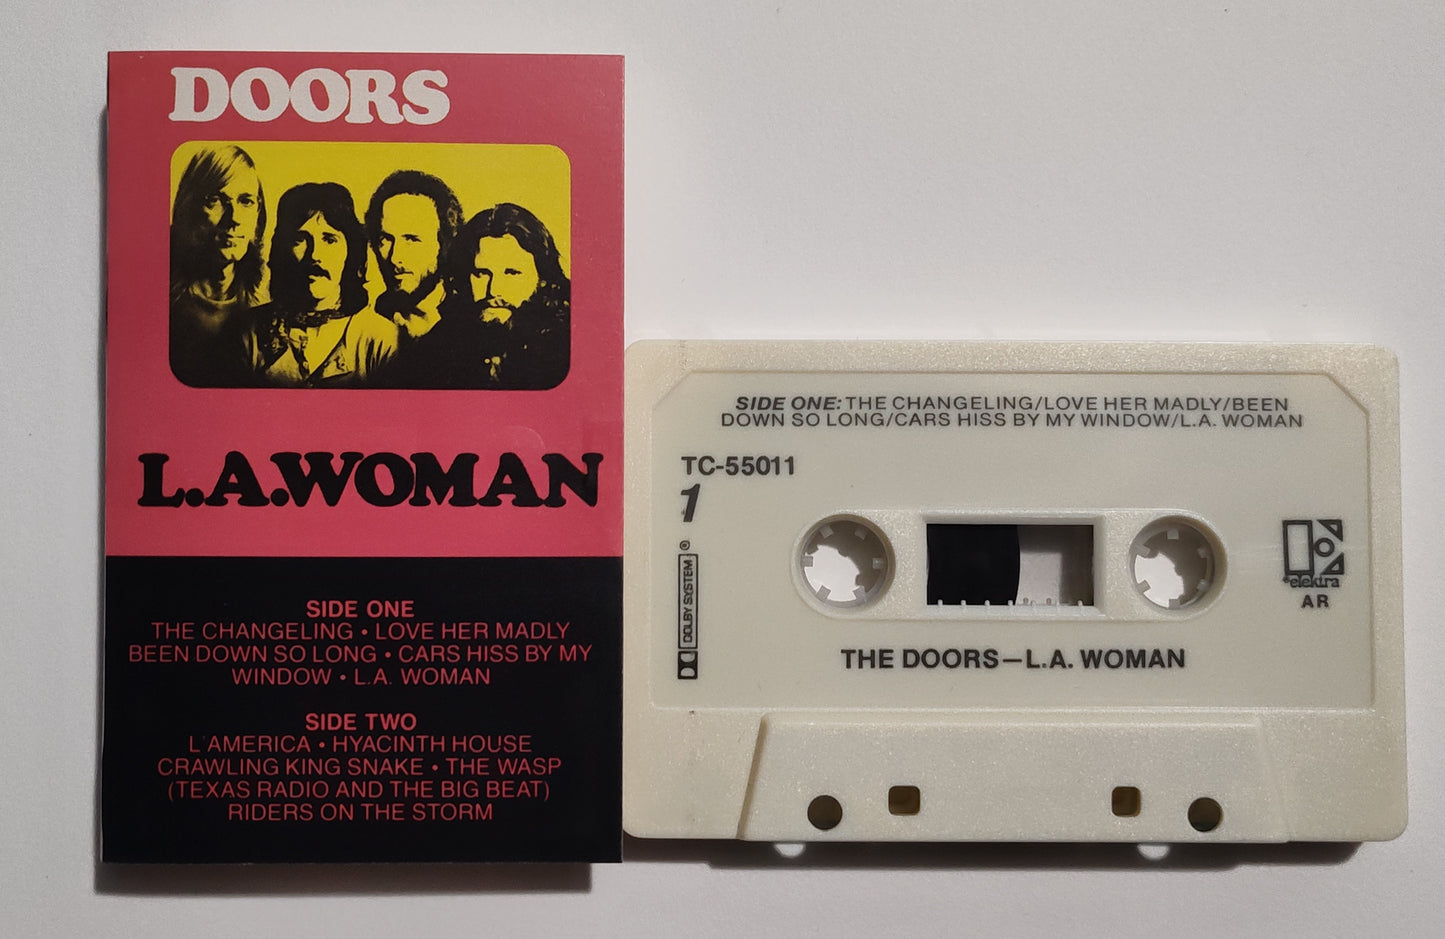 DOORS
L.A.WOMAN
SIDE ONE
THE CHANGELING • LOVE HER MADLY
BEEN DOWN SO LONG • CARS HISS BY MY
WINDOW • L.A. WOMAN
SIDE TWO
L'AMERICA • HYACINTH HOUSE
CRAWLING KING SNAKE • THE WASP
(TEXAS RADIO AND THE BIG BEAT)
RIDERS ON THE STORM
SIDE ONE: THE CHANGELING/LOVE HER MADLY/BEEN
DOWN SO LONG/CARS HISS BY MY WINDOW/L.A. WOMAN
TC-55011
1
DOLBY SYSTEM ®
elektra
AR
THE DOORS—L.A. WOMAN